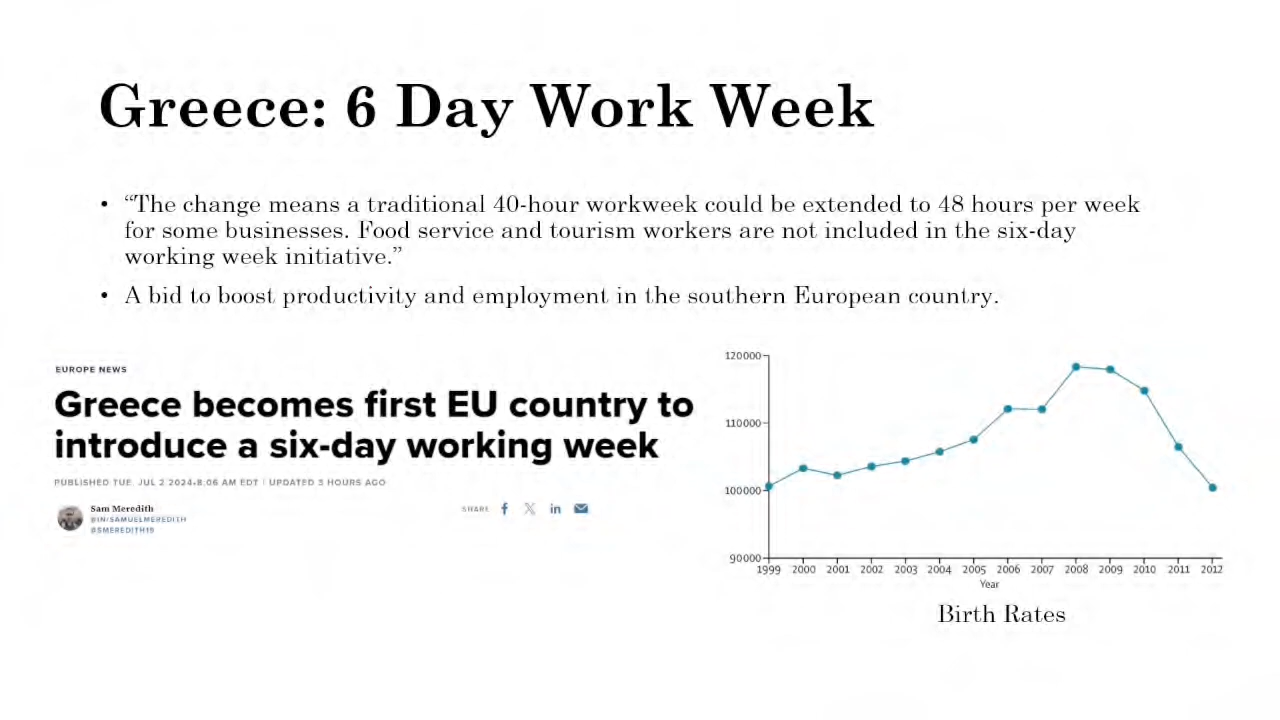 Greece: 6 Day Work Week
• “The change means a traditional 40-hour workweek could be extended to 48 hours per week
for some businesses. Food service and tourism workers are not included in the six-day
working week initiative.”
• A bid to boost productivity and employment in the southern European country.
EUROPE NEWS
Greece becomes first EU country to
introduce a six-day working week
PUBLISHED TUE, JUL 2 2024•8:06 AM EDT | UPDATED 3 HOURS AGO
Sam Meredith
@IN/SAMUELMEREDITH
@SMEREDITH19
SHARE
120000
110000
100000
90000
1999 2000 2001 2002 2003 2004 2005 2006 2007 2008 2009 2010 2011 2012
Year
Birth Rates